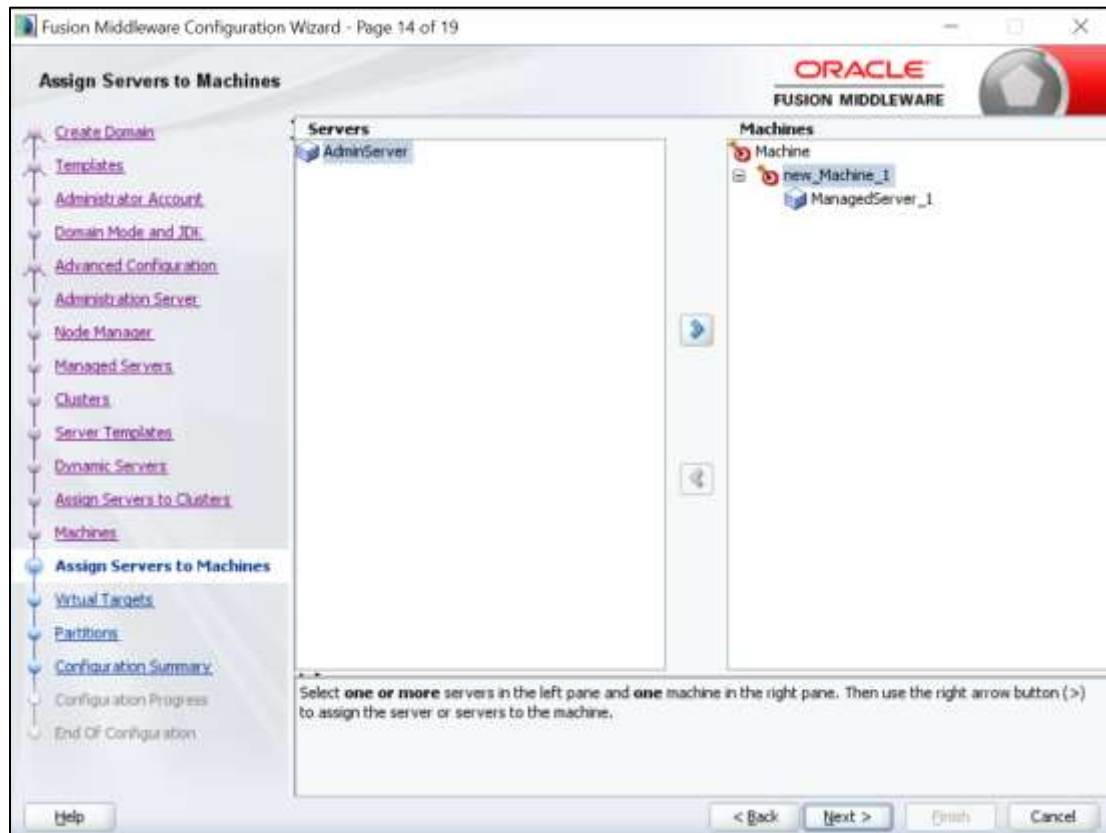 Fusion Middleware Configuration Wizard - Page 14 of 19
Assign Servers to Machines
ORACLE
FUSION MIDDLEWARE
Create Domain
Templates
Administrator Account
Domain Mode and JDK
Advanced Configuration
Administration Server
Node Manager
Managed Servers
Clusters
Server Templates
Dynamic Servers
Assign Servers to Clusters
Machines
Assign Servers to Machines
Virtual Targets
Partitions
Configuration Summary
Configuration Progress
End Of Configuration
Servers
AdminServer
Machines
Machine
new_Machine_1
ManagedServer_1
Select one or more servers in the left pane and one machine in the right pane. Then use the right arrow button (>)
to assign the server or servers to the machine.
Help
< Back
Next >
Finish
Cancel